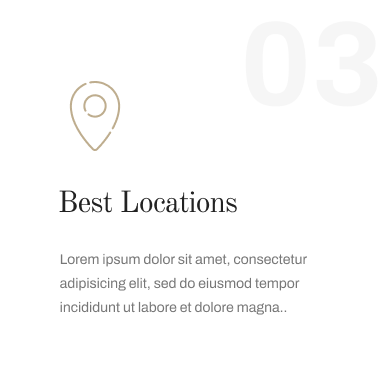 03
Best Locations
Lorem ipsum dolor sit amet, consectetur
adipisicing elit, sed do eiusmod tempor
incididunt ut labore et dolore magna..